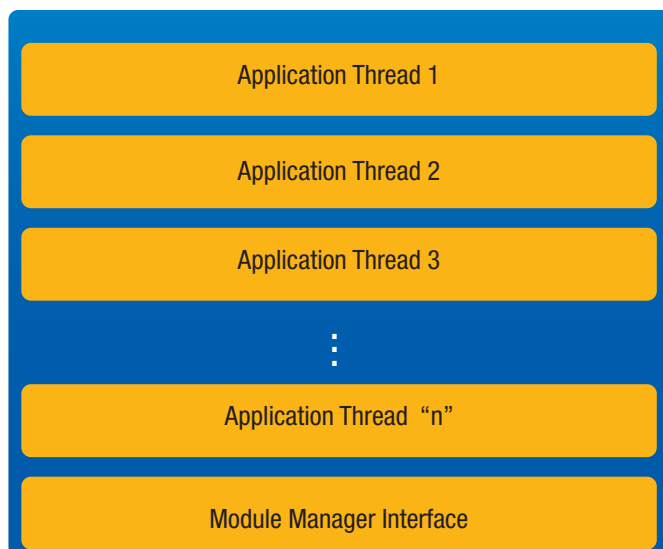 Application Thread 1
Application Thread 2
Application Thread 3
⋮
Application Thread “n”
Module Manager Interface